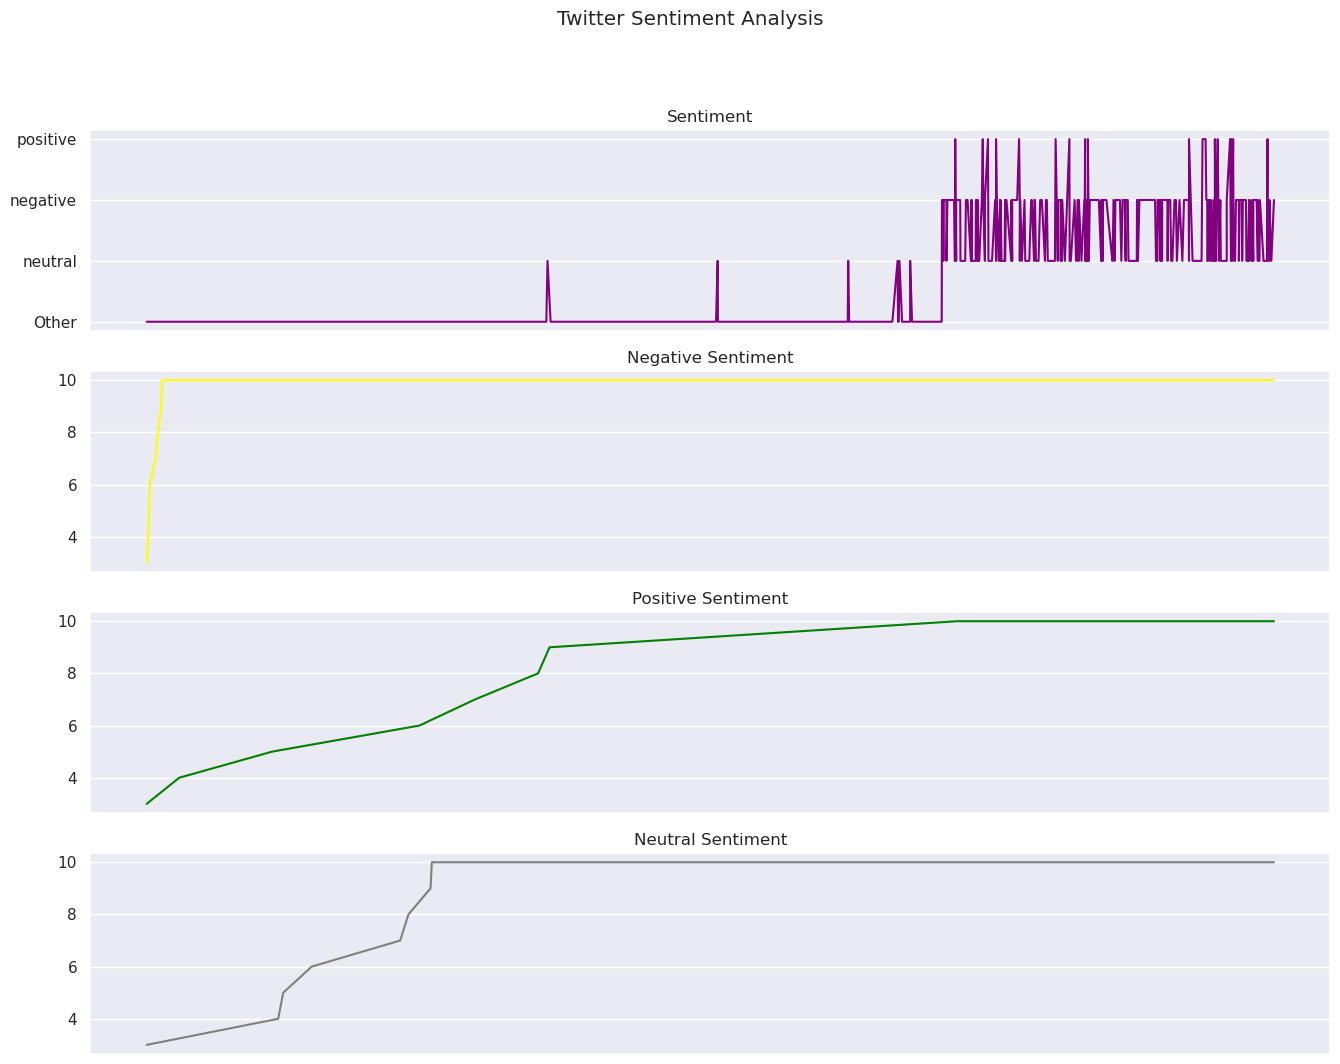 Twitter Sentiment Analysis
Sentiment
positive
negative
neutral
Other
Negative Sentiment
10
8
6
4
Positive Sentiment
10
8
6
4
Neutral Sentiment
10
8
6
4